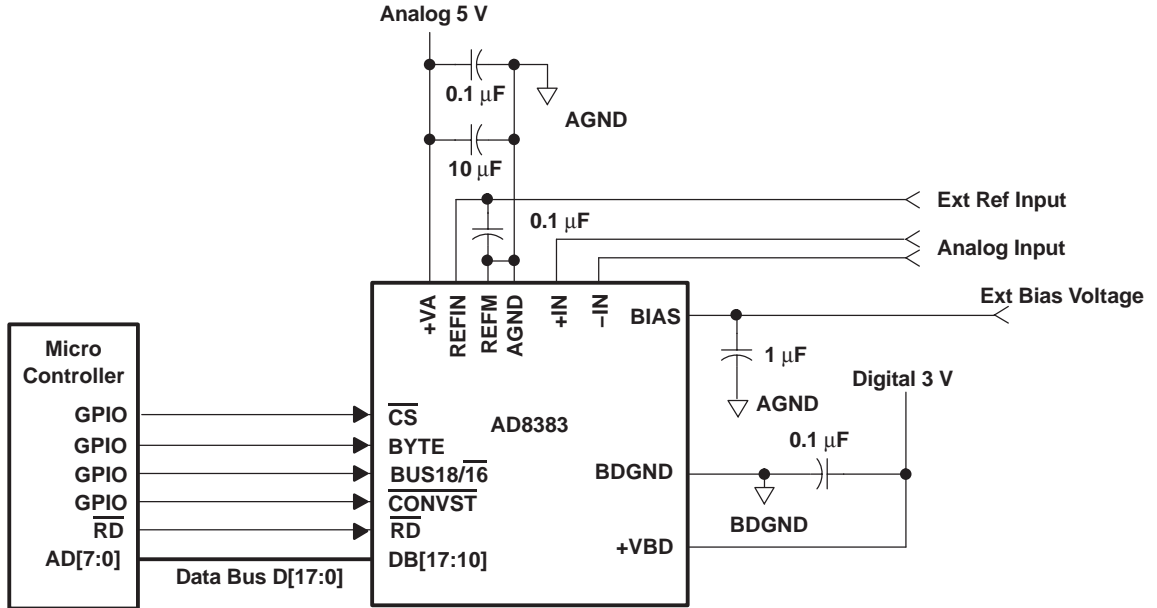 Analog 5 V
0.1 μF
AGND
10 μF
0.1 μF
Ext Ref Input
Analog Input
Ext Bias Voltage
+VA
REFIN
REFM
AGND
+IN
–IN
BIAS
1 μF
AGND
Digital 3 V
0.1 μF
Micro
Controller
GPIO
GPIO
GPIO
GPIO
RD
AD[7:0]
Data Bus D[17:0]
CS
BYTE
BUS18/16
CONVST
RD
DB[17:10]
AD8383
BDGND
BDGND
+VBD